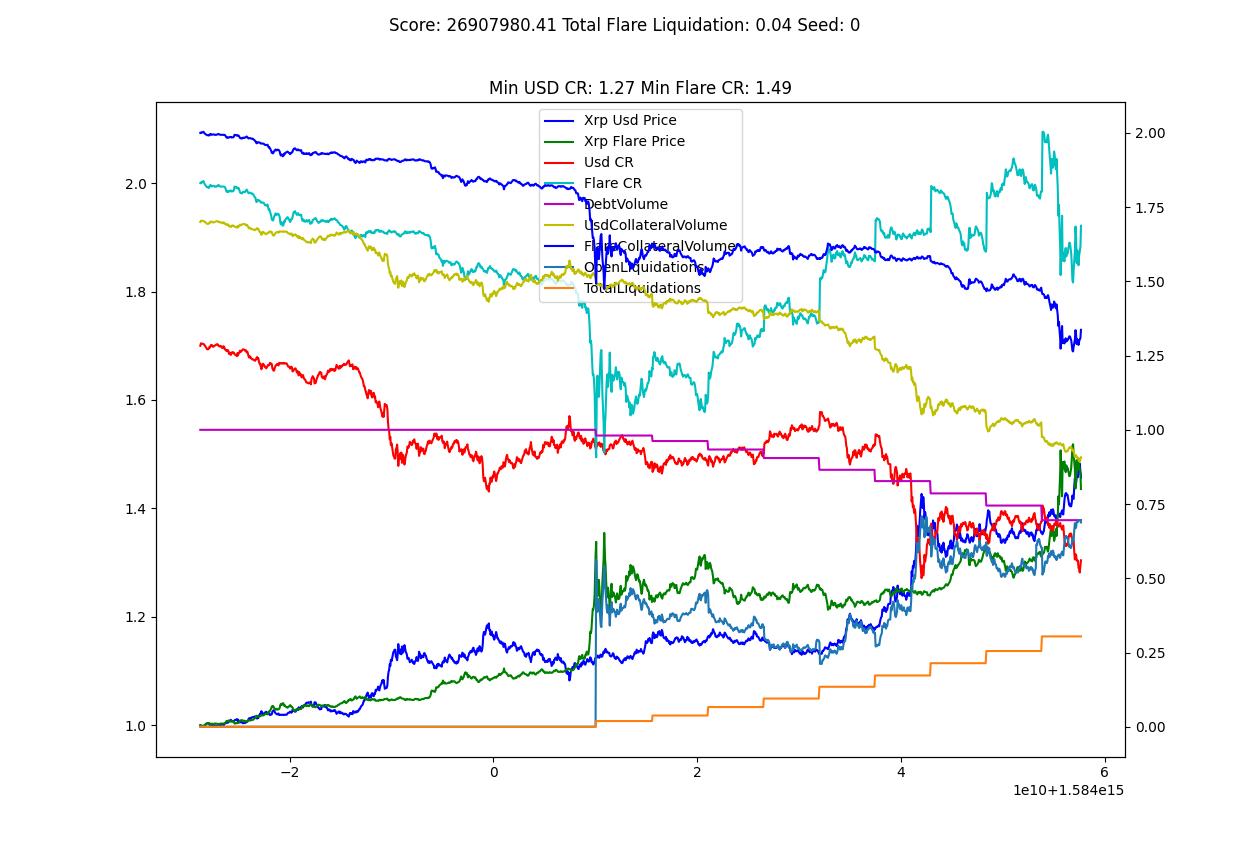 Score: 26907980.41 Total Flare Liquidation: 0.04 Seed: 0
Min USD CR: 1.27 Min Flare CR: 1.49
Xrp Usd Price
Xrp Flare Price
Usd CR
Flare CR
DebtVolume
UsdCollateralVolume
FlareCollateralVolume
OpenLiquidations
TotalLiquidations
2.0
1.8
1.6
1.4
1.2
1.0
2.00
1.75
1.50
1.25
1.00
0.75
0.50
0.25
0.00
−2 0 2 4 6
1e10+1.584e15